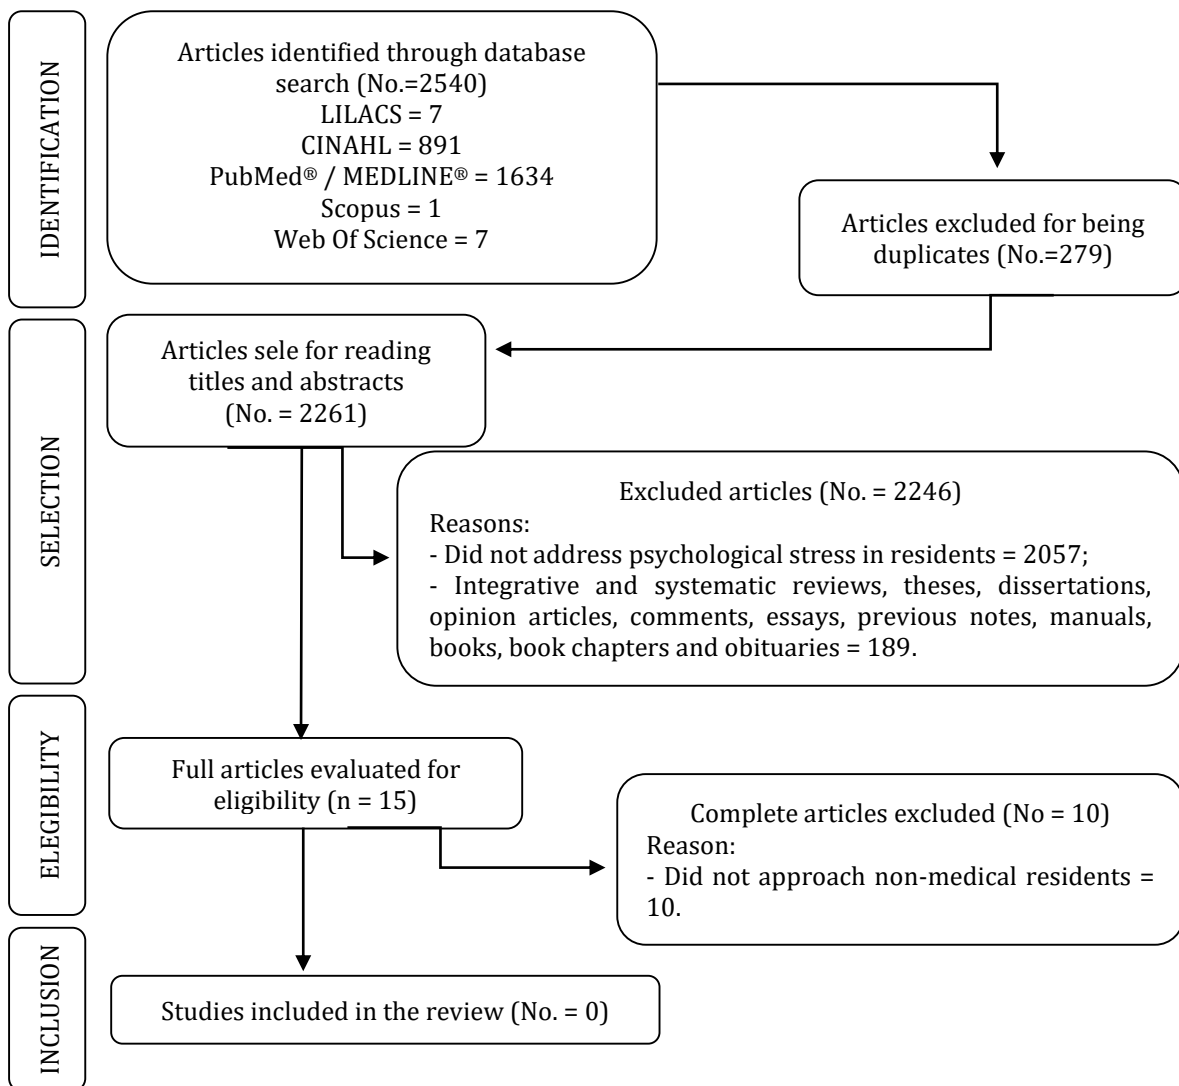 IDENTIFICATION
Articles identified through database
search (No.=2540)
LILACS = 7
CINAHL = 891
PubMed® / MEDLINE® = 1634
Scopus = 1
Web Of Science = 7
Articles excluded for being
duplicates (No.=279)
SELECTION
Articles sele for reading
titles and abstracts
(No. = 2261)
Excluded articles (No. = 2246)
Reasons:
- Did not address psychological stress in residents = 2057;
- Integrative and systematic reviews, theses, dissertations,
opinion articles, comments, essays, previous notes, manuals,
books, book chapters and obituaries = 189.
ELEGIBILITY
Full articles evaluated for
eligibility (n = 15)
Complete articles excluded (No = 10)
Reason:
- Did not approach non-medical residents =
10.
INCLUSION
Studies included in the review (No. = 0)